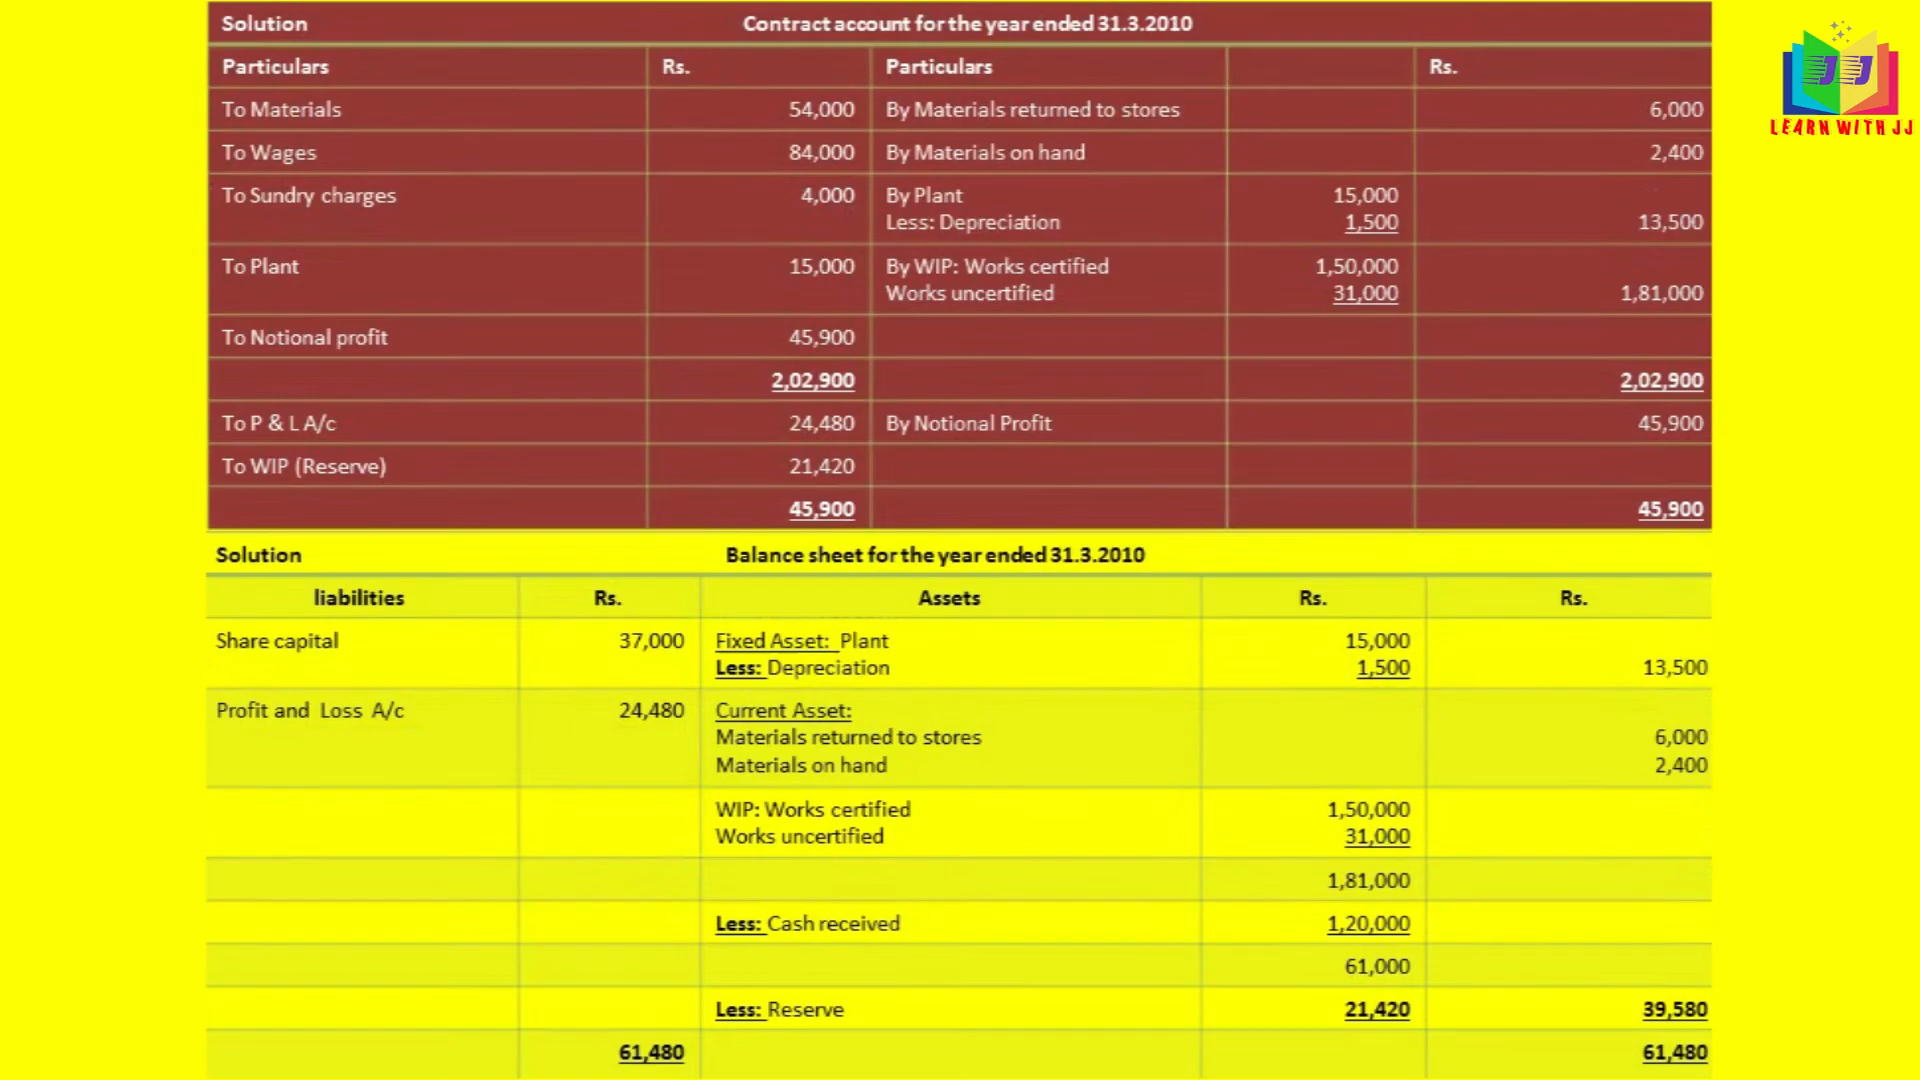 Solution Contract account for the year ended 31.3.2010
Particulars Rs. Particulars Rs.
To Materials 54,000 By Materials returned to stores 6,000
To Wages 84,000 By Materials on hand 2,400
To Sundry charges 4,000 By Plant 15,000
Less: Depreciation 1,500 13,500
To Plant 15,000 By WIP: Works certified 1,50,000
Works uncertified 31,000 1,81,000
To Notional profit 45,900
2,02,900 2,02,900
To P & L A/c 24,480 By Notional Profit 45,900
To WIP (Reserve) 21,420
45,900 45,900
Solution Balance sheet for the year ended 31.3.2010
liabilities Rs. Assets Rs. Rs.
Share capital 37,000 Fixed Asset: Plant 15,000
Less: Depreciation 1,500 13,500
Profit and Loss A/c 24,480 Current Asset:
Materials returned to stores 6,000
Materials on hand 2,400
WIP: Works certified 1,50,000
Works uncertified 31,000
1,81,000
Less: Cash received 1,20,000
61,000
Less: Reserve 21,420 39,580
61,480 61,480
JJ
LEARN WITH JJ